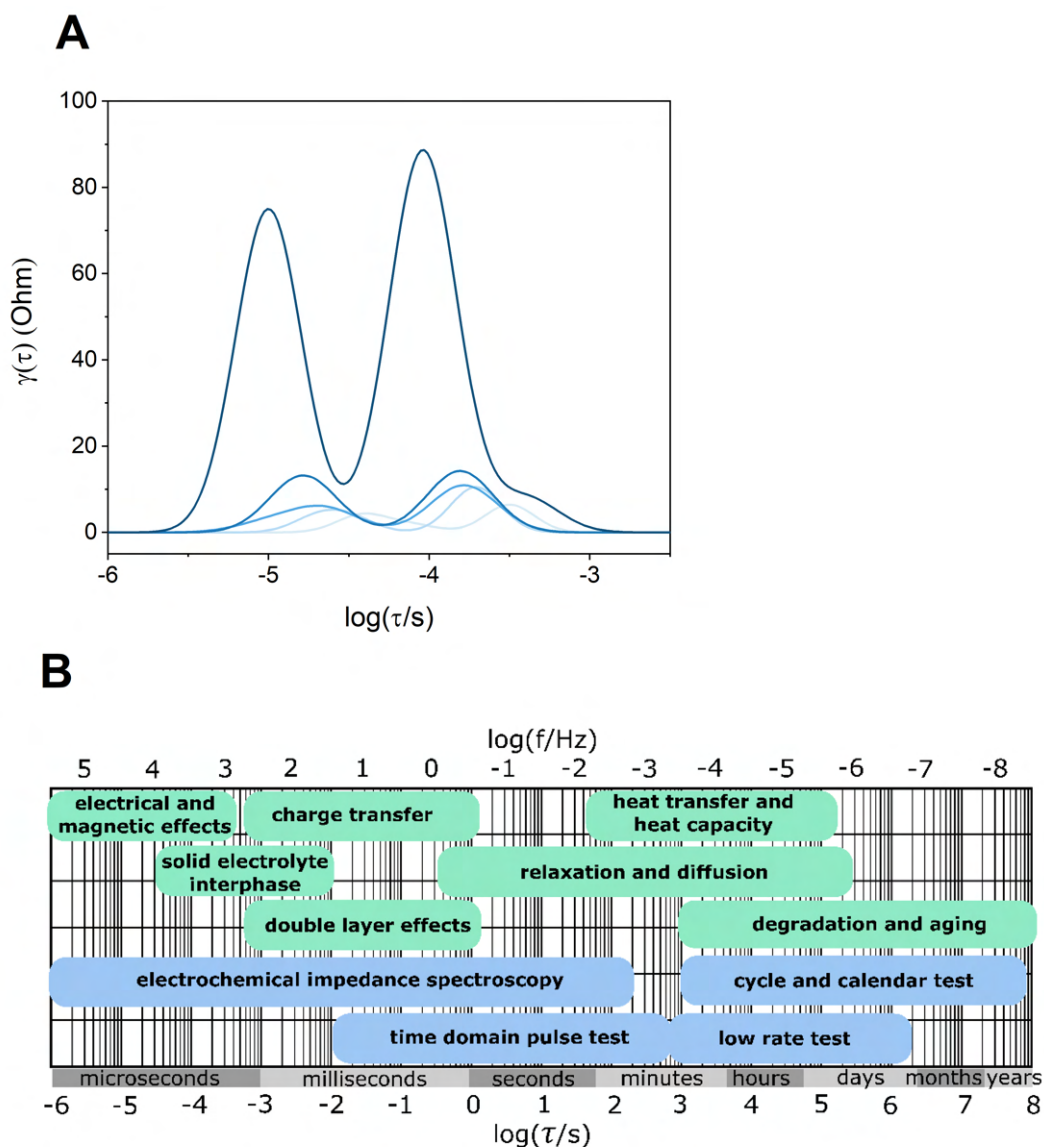 A
100
80
60
40
20
0
γ(τ) (Ohm)
-6 -5 -4 -3
log(τ/s)
B
log(f/Hz)
5 4 3 2 1 0 -1 -2 -3 -4 -5 -6 -7 -8
electrical and
magnetic effects
charge transfer
heat transfer and
heat capacity
solid electrolyte
interphase
relaxation and diffusion
double layer effects
degradation and aging
electrochemical impedance spectroscopy
cycle and calendar test
time domain pulse test
low rate test
microseconds milliseconds seconds minutes hours days months years
-6 -5 -4 -3 -2 -1 0 1 2 3 4 5 6 7 8
log(τ/s)